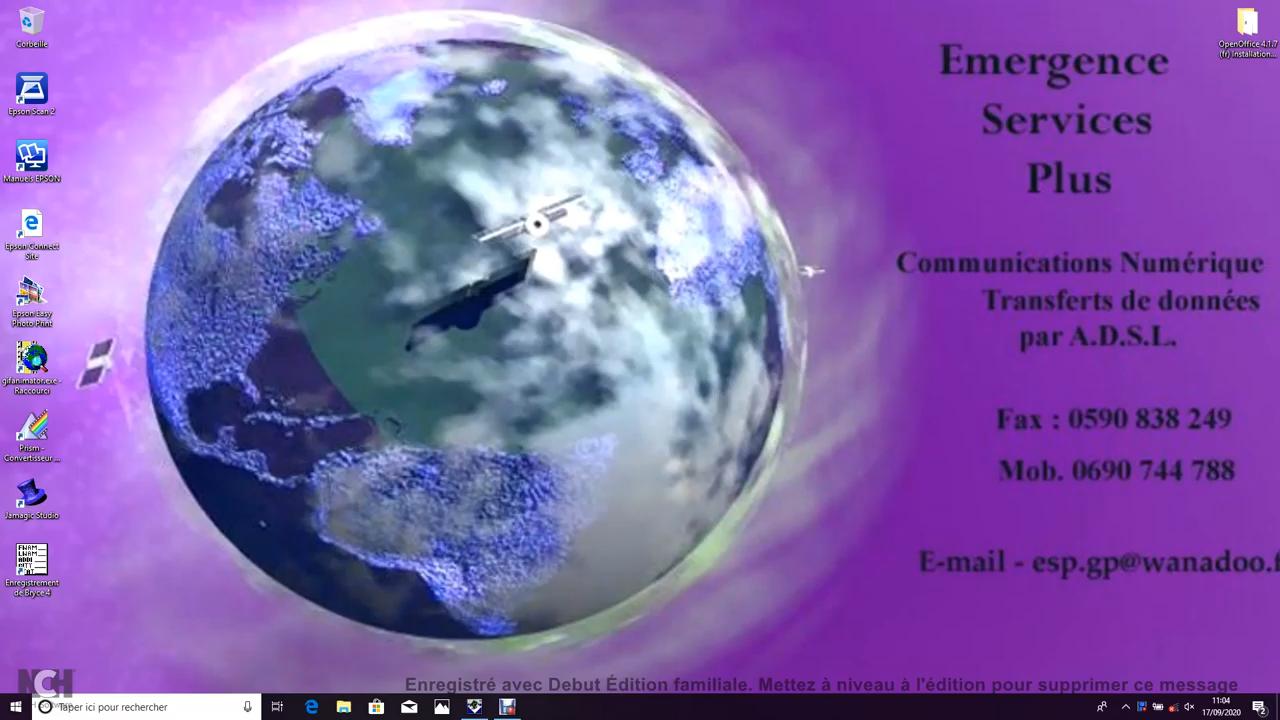 Corbeille
Epson Scan 2
Manuels EPSON
Epson Connect
Site
Epson Easy
Photo Print
gifanimator.exe -
Raccourci
Prism –
Convertisseur ...
Jamagic Studio
Enregistrement
de Bryce 4
OpenOffice 4.1.7
(fr) Installation...
Emergence
Services
Plus
Communications Numérique
Transferts de données
par A.D.S.L.
Fax : 0590 838 249
Mob. 0690 744 788
E-mail - esp.gp@wanadoo.f
NCH
Enregistré avec Debut Édition familiale. Mettez à niveau à l'édition pour supprimer ce message
Taper ici pour rechercher
11:04
17/09/2020
2